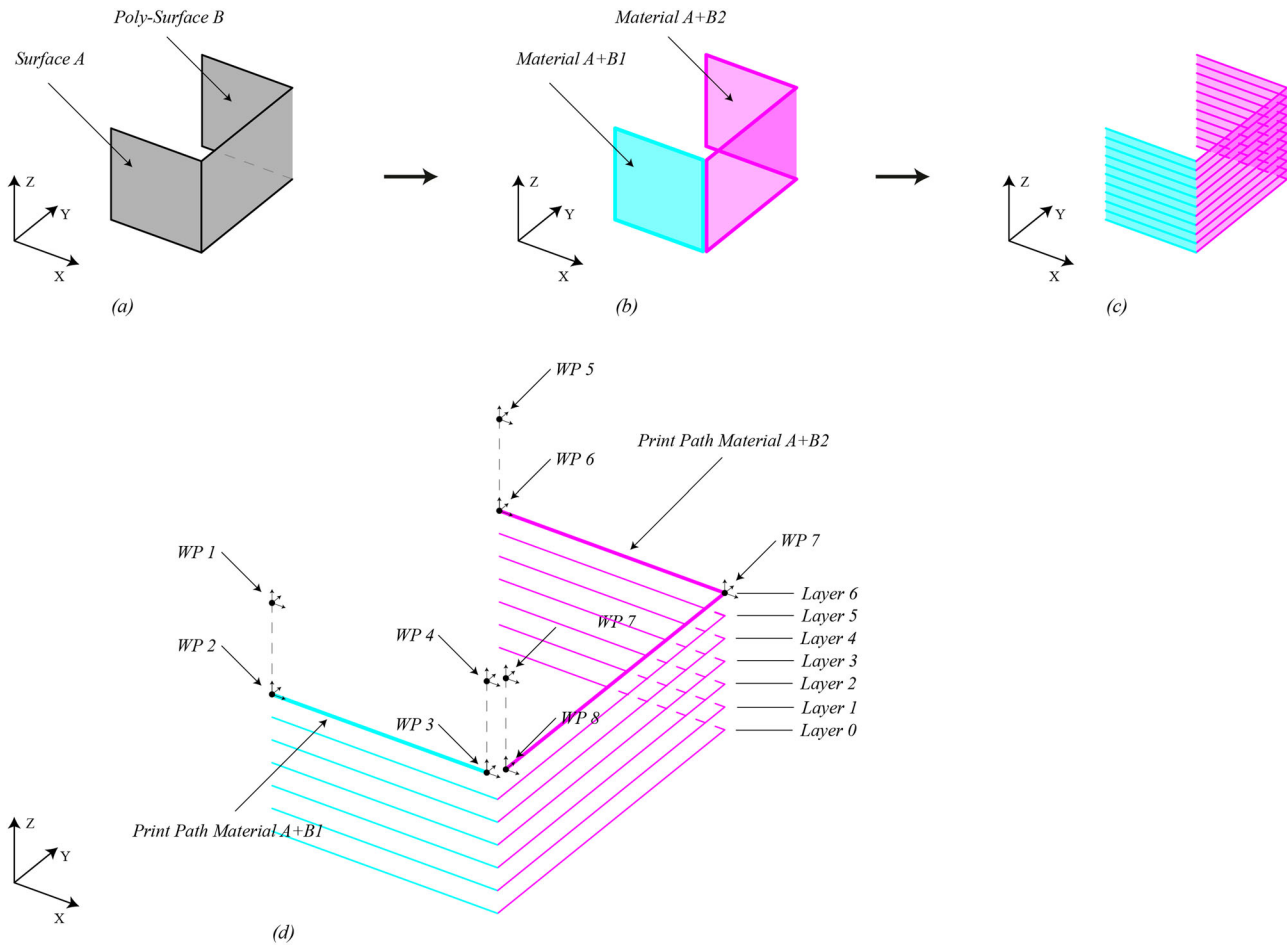 Poly-Surface B
Surface A
Z
Y
X
(a)
Material A+B2
Material A+B1
Z
Y
X
(b)
Z
Y
X
(c)
WP 5
Print Path Material A+B2
WP 6
WP 1
WP 7
Layer 6
Layer 5
WP 4
WP 7
Layer 4
Layer 3
WP 2
Layer 2
Layer 1
WP 3
WP 8
Layer 0
Print Path Material A+B1
Z
Y
X
(d)